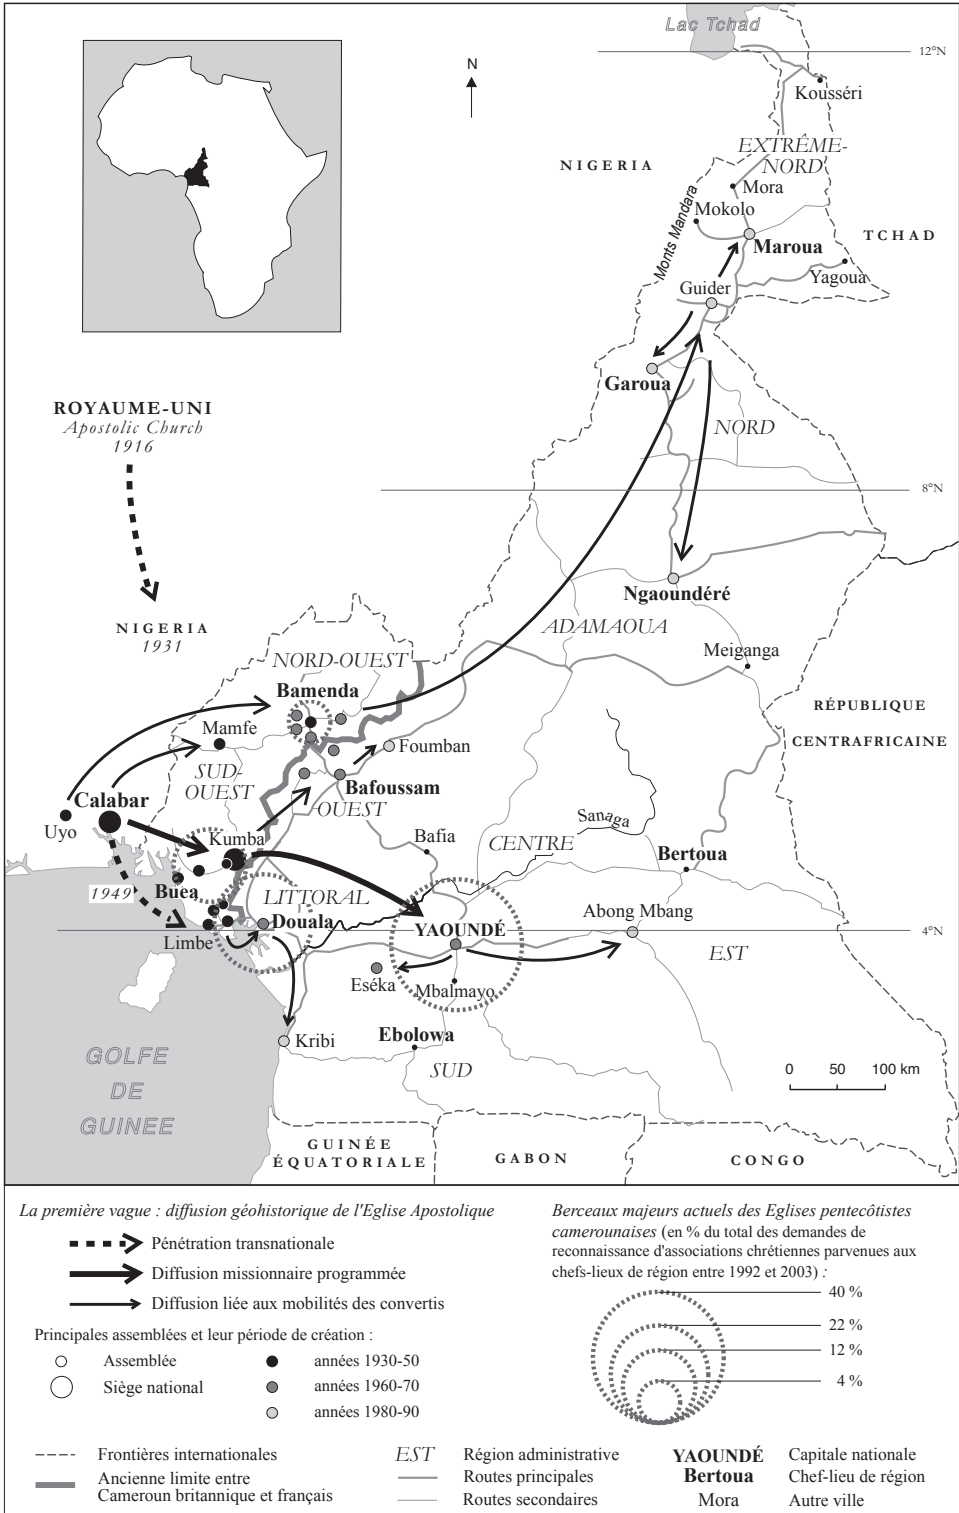 Lac Tchad
12°N
N
Kousséri
EXTRÊME-
NORD
NIGERIA
Mora
Mokolo
Monts Mandara
Maroua
TCHAD
Yagoua
Guider
Garoua
ROYAUME-UNI
Apostolic Church
1916
NORD
8°N
Ngaoundéré
NIGERIA
1931
ADAMAOUA
Meiganga
NORD-OUEST
Bamenda
RÉPUBLIQUE
CENTRAFRICAINE
Mamfe
Foumban
SUD-
OUEST
Bafoussam
OUEST
Calabar
Uyo
Sanaga
Kumba
Bafia
CENTRE
Bertoua
1949
Buea
LITTORAL
Douala
YAOUNDÉ
Abong Mbang
4°N
Limbe
EST
Eséka
Mbalmayo
Kribi
Ebolowa
SUD
GOLFE
DE
GUINEE
0 50 100 km
GUINÉE
ÉQUATORIALE
GABON
CONGO
La première vague : diffusion géohistorique de l'Eglise Apostolique
Pénétration transnationale
Diffusion missionnaire programmée
Diffusion liée aux mobilités des convertis
Principales assemblées et leur période de création :
Assemblée
Siège national
années 1930-50
années 1960-70
années 1980-90
Berceaux majeurs actuels des Eglises pentecôtistes
camerounaises (en % du total des demandes de
reconnaissance d'associations chrétiennes parvenues aux
chefs-lieux de région entre 1992 et 2003) :
40 %
22 %
12 %
4 %
Frontières internationales
Ancienne limite entre
Cameroun britannique et français
EST Région administrative
Routes principales
Routes secondaires
YAOUNDÉ Capitale nationale
Bertoua Chef-lieu de région
Mora Autre ville